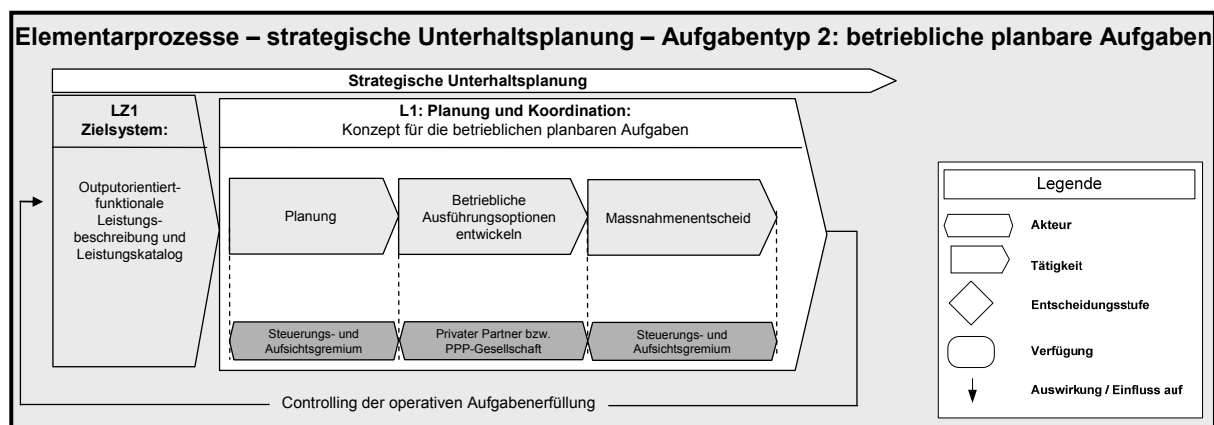 Elementarprozesse – strategische Unterhaltsplanung – Aufgabentyp 2: betriebliche planbare Aufgaben
Strategische Unterhaltsplanung
LZ1
Zielsystem:
Outputorientiert-
funktionale
Leistungs-
beschreibung und
Leistungskatalog
L1: Planung und Koordination:
Konzept für die betrieblichen planbaren Aufgaben
Planung
Betriebliche
Ausführungsoptionen
entwickeln
Massnahmenentscheid
Steuerungs- und
Aufsichtsgremium
Privater Partner bzw.
PPP-Gesellschaft
Steuerungs- und
Aufsichtsgremium
Controlling der operativen Aufgabenerfüllung
Legende
Akteur
Tätigkeit
Entscheidungsstufe
Verfügung
Auswirkung / Einfluss auf